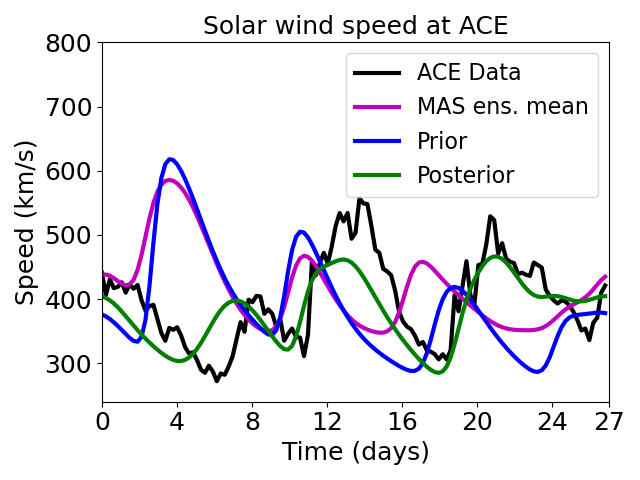 Solar wind speed at ACE
800
700
600
500
400
300
Speed (km/s)
ACE Data
MAS ens. mean
Prior
Posterior
0 4 8 12 16 20 24 27
Time (days)